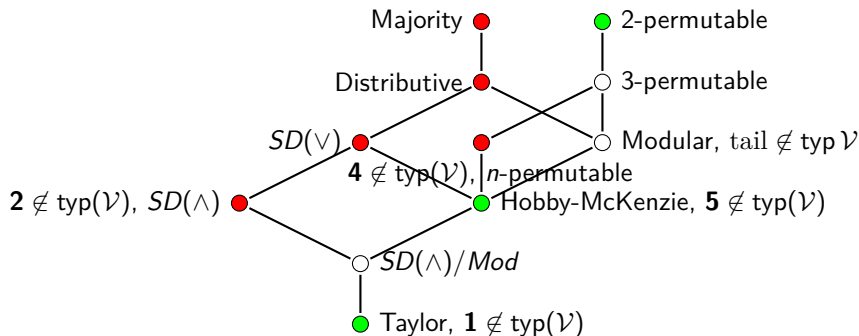 Majority 2-permutable
Distributive 3-permutable
SD(∨) Modular, tail ∉ typ 𝒱
4 ∉ typ(𝒱), n-permutable
2 ∉ typ(𝒱), SD(∧) Hobby-McKenzie, 5 ∉ typ(𝒱)
SD(∧)/Mod
Taylor, 1 ∉ typ(𝒱)